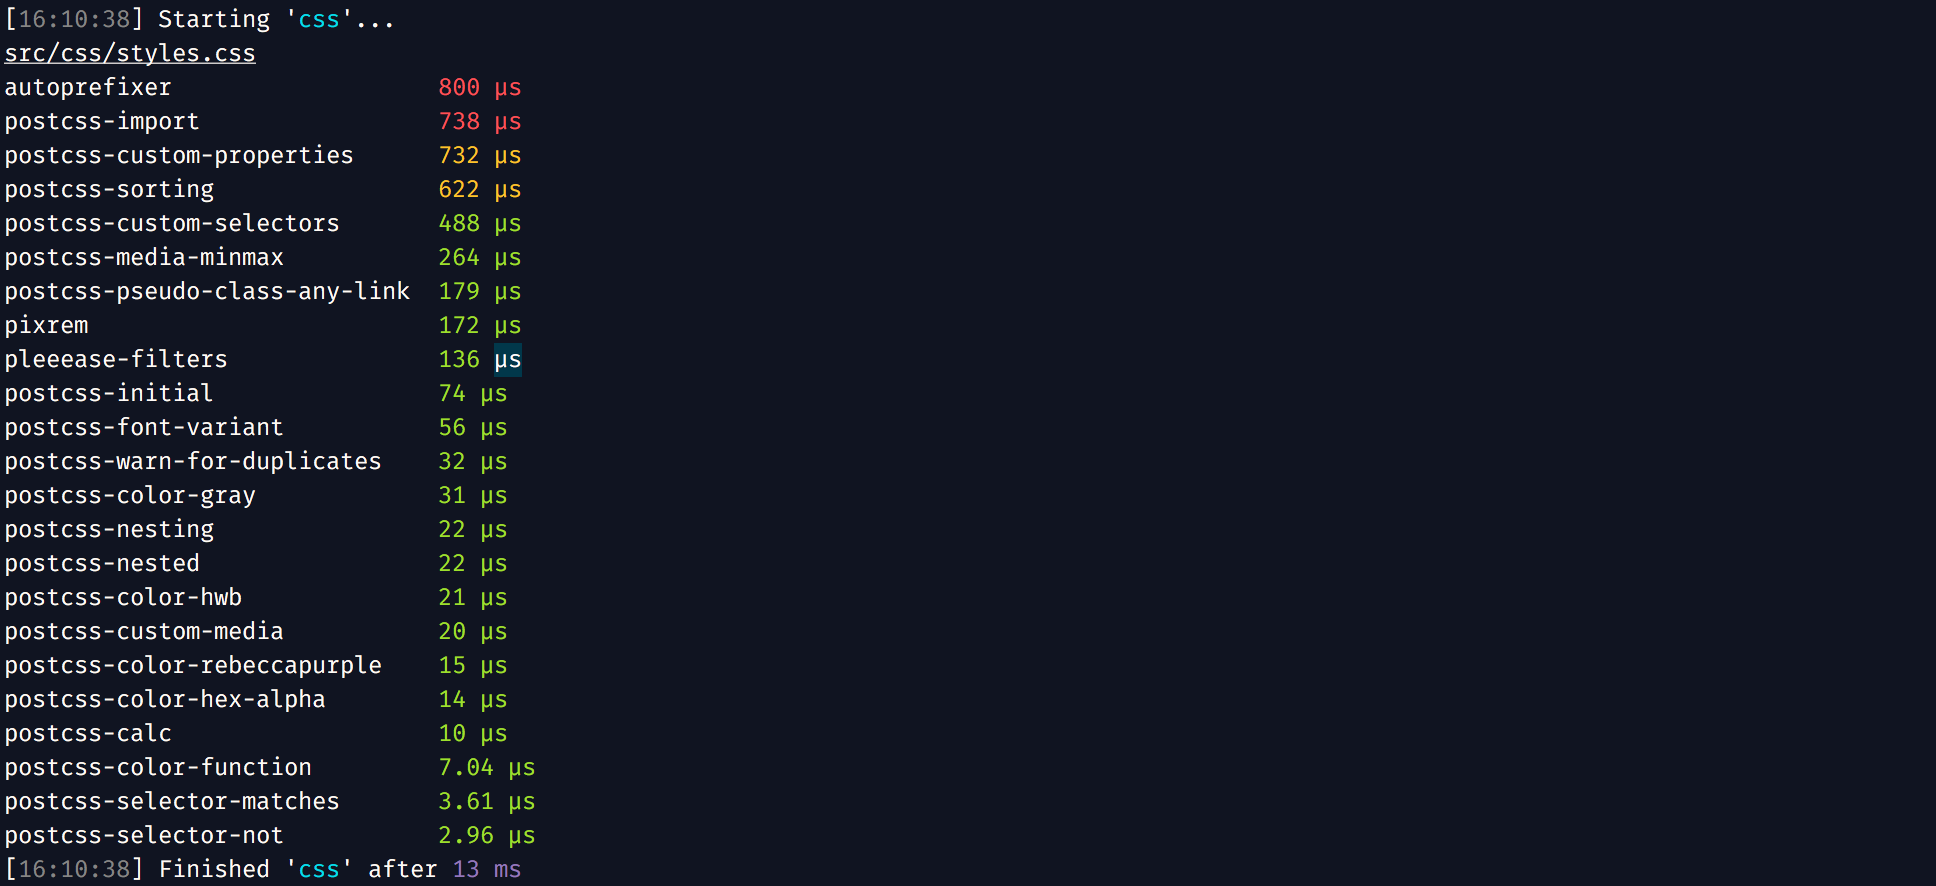 [16:10:38] Starting 'css'...
src/css/styles.css
autoprefixer 800 µs
postcss-import 738 µs
postcss-custom-properties 732 µs
postcss-sorting 622 µs
postcss-custom-selectors 488 µs
postcss-media-minmax 264 µs
postcss-pseudo-class-any-link 179 µs
pixrem 172 µs
pleeease-filters 136 µs
postcss-initial 74 µs
postcss-font-variant 56 µs
postcss-warn-for-duplicates 32 µs
postcss-color-gray 31 µs
postcss-nesting 22 µs
postcss-nested 22 µs
postcss-color-hwb 21 µs
postcss-custom-media 20 µs
postcss-color-rebeccapurple 15 µs
postcss-color-hex-alpha 14 µs
postcss-calc 10 µs
postcss-color-function 7.04 µs
postcss-selector-matches 3.61 µs
postcss-selector-not 2.96 µs
[16:10:38] Finished 'css' after 13 ms